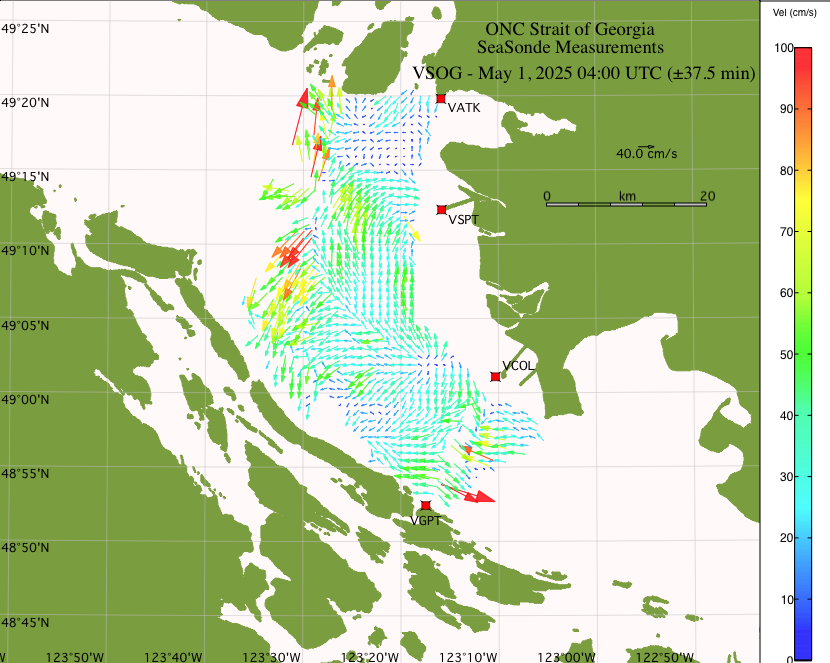 ONC Strait of Georgia
SeaSonde Measurements
VSOG - May 1, 2025 04:00 UTC (±37.5 min)
Vel (cm/s)
49°25'N
49°20'N
49°15'N
49°10'N
49°05'N
49°00'N
48°55'N
48°50'N
48°45'N
VATK
40.0 cm/s
0 km 20
VSPT
VCOL
VGPT
W 123°50'W 123°40'W 123°30'W 123°20'W 123°10'W 123°00'W 122°50'W
100
90
80
70
60
50
40
30
20
10
0